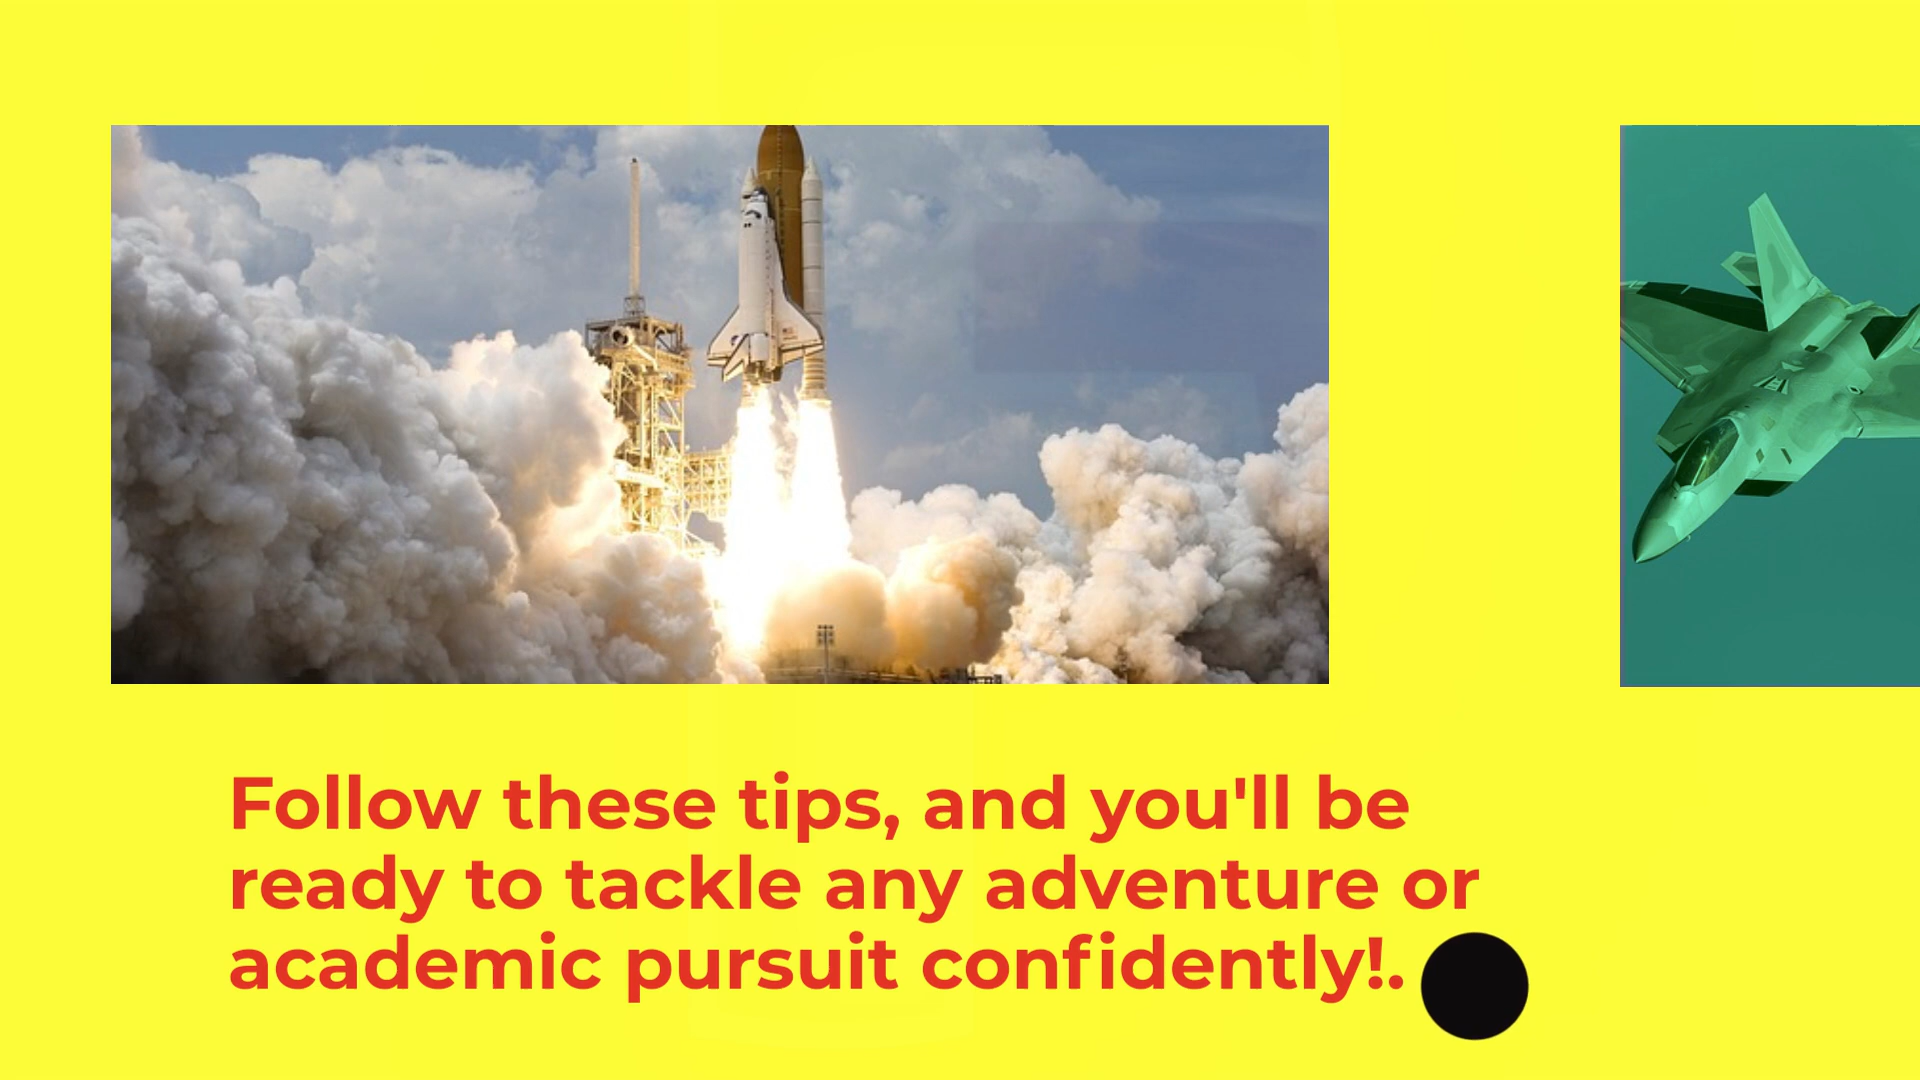 Follow these tips, and you'll be
ready to tackle any adventure or
academic pursuit confidently!.